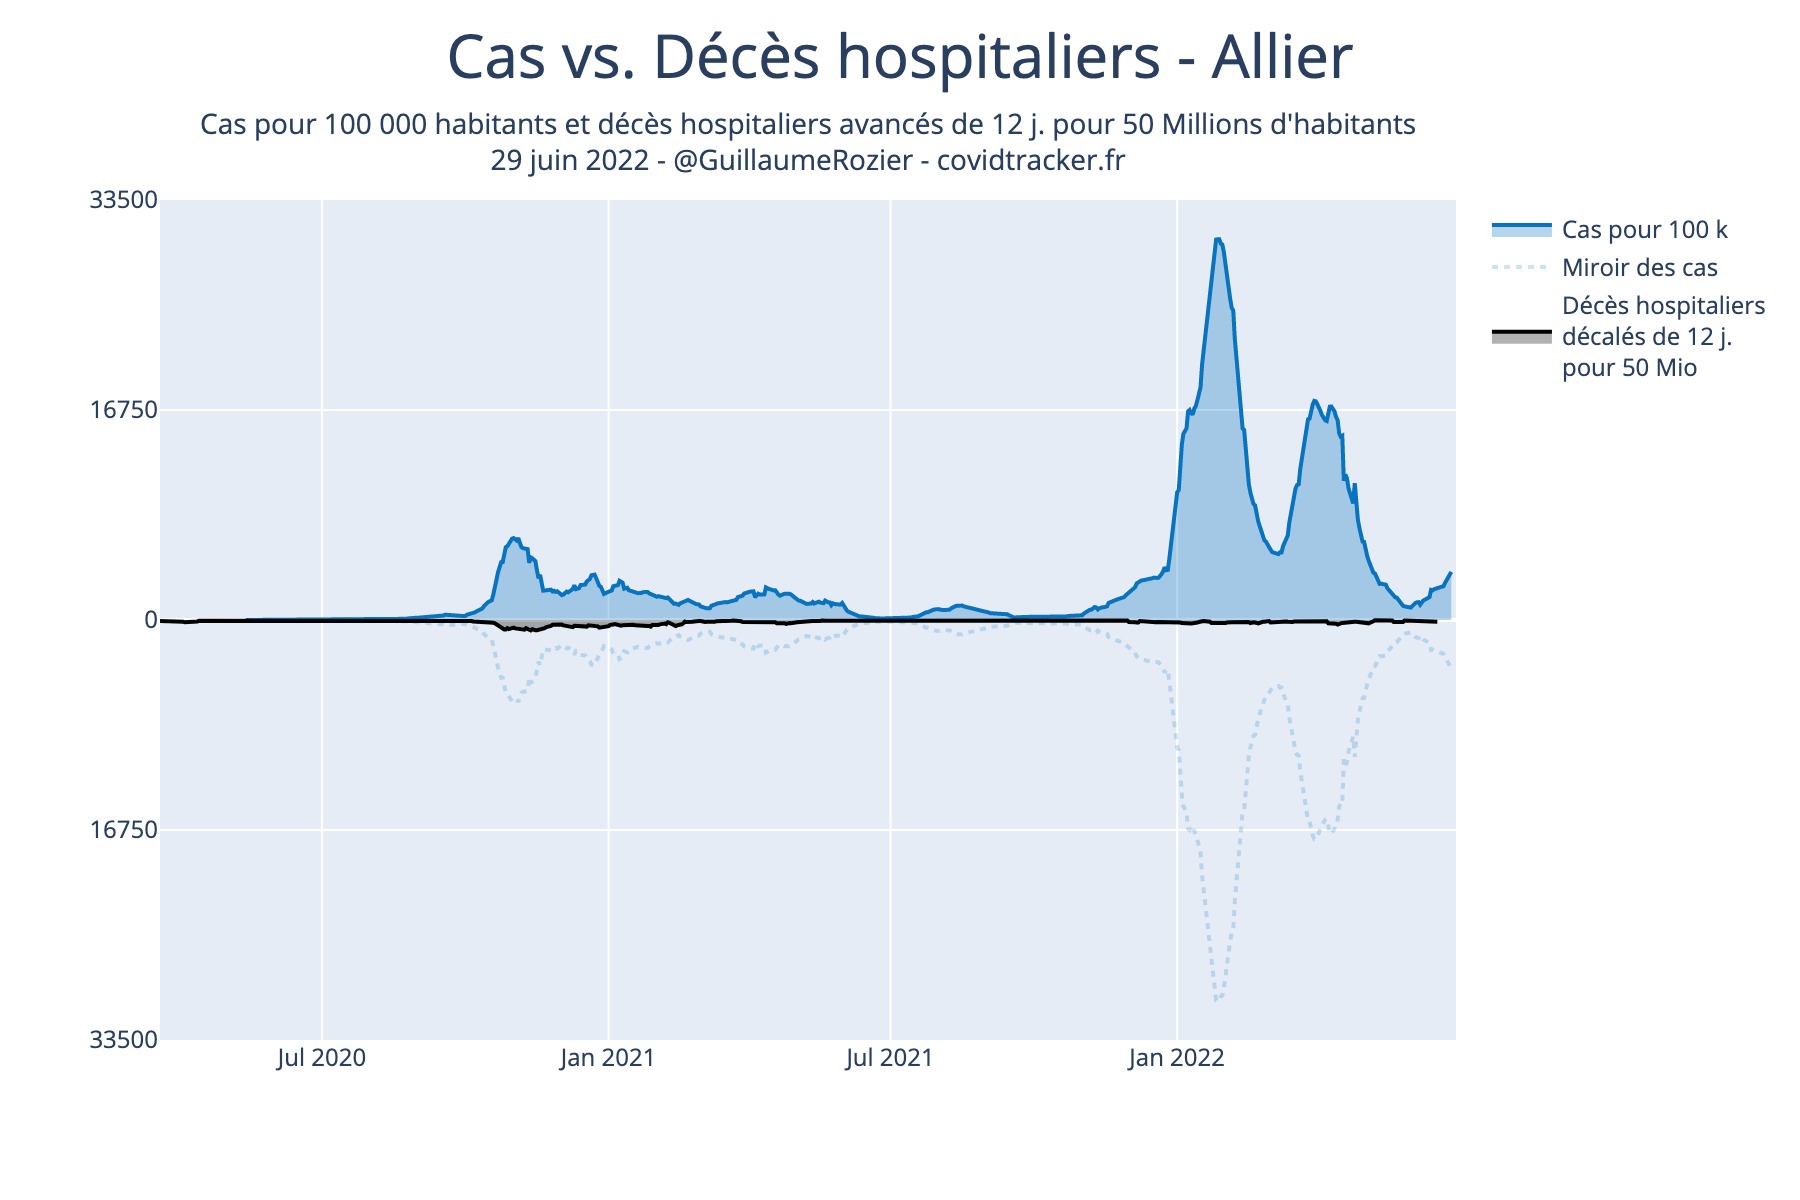 Cas vs. Décès hospitaliers - Allier
Cas pour 100 000 habitants et décès hospitaliers avancés de 12 j. pour 50 Millions d'habitants
29 juin 2022 - @GuillaumeRozier - covidtracker.fr
33500
16750
0
16750
33500
Jul 2020
Jan 2021
Jul 2021
Jan 2022
Cas pour 100 k
Miroir des cas
Décès hospitaliers
décalés de 12 j.
pour 50 Mio